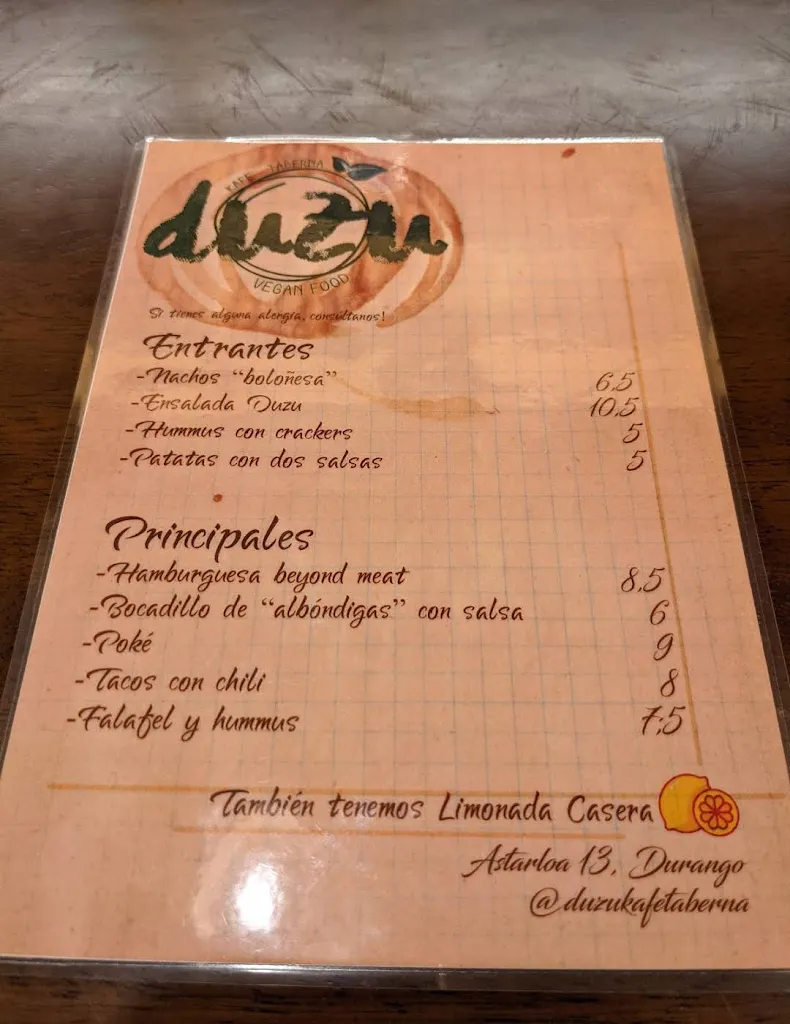 KAFE TABERNA
duzu
VEGAN FOOD
Si tienes alguna alergia, consúltanos!
Entrantes
-Nachos “boloñesa” 6,5
-Ensalada Duzu 10,5
-Hummus con crackers 5
-Patatas con dos salsas 5
Principales
-Hamburguesa beyond meat 8,5
-Bocadillo de “albóndigas” con salsa 6
-Poké 9
-Tacos con chili 8
-Falafel y hummus 7,5
También tenemos Limonada Casera
Astarloa 13, Durango
@duzukafetaberna